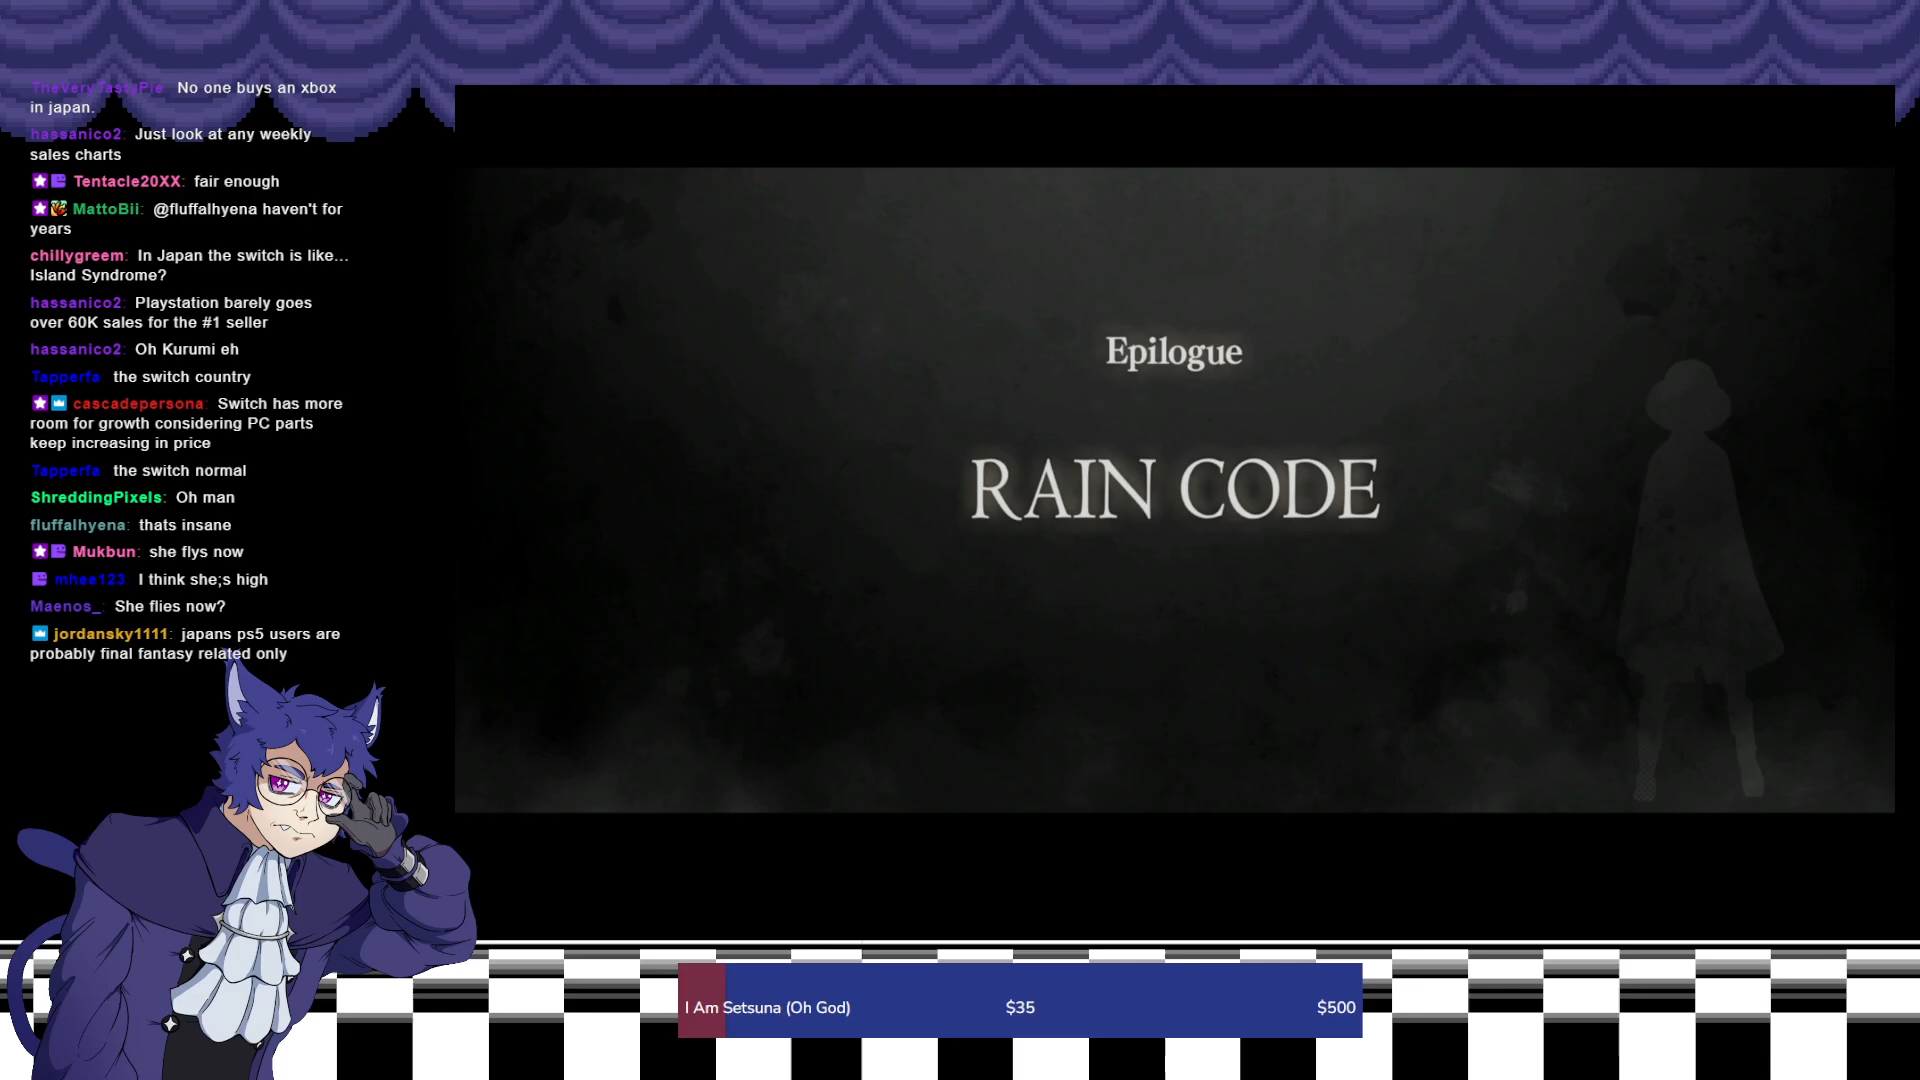 TheVeryTastyPie: No one buys an xbox
in japan.
hassanico2: Just look at any weekly
sales charts
Tentacle20XX: fair enough
MattoBii: @fluffalhyena haven't for
years
chillygreem: In Japan the switch is like...
Island Syndrome?
hassanico2: Playstation barely goes
over 60K sales for the #1 seller
hassanico2: Oh Kurumi eh
Tapperfa: the switch country
cascadepersona: Switch has more
room for growth considering PC parts
keep increasing in price
Tapperfa: the switch normal
ShreddingPixels: Oh man
fluffalhyena: thats insane
Mukbun: she flys now
mhee123: I think she;s high
Maenos_: She flies now?
jordansky1111: japans ps5 users are
probably final fantasy related only
Epilogue
RAIN CODE
I Am Setsuna (Oh God) $35 $500